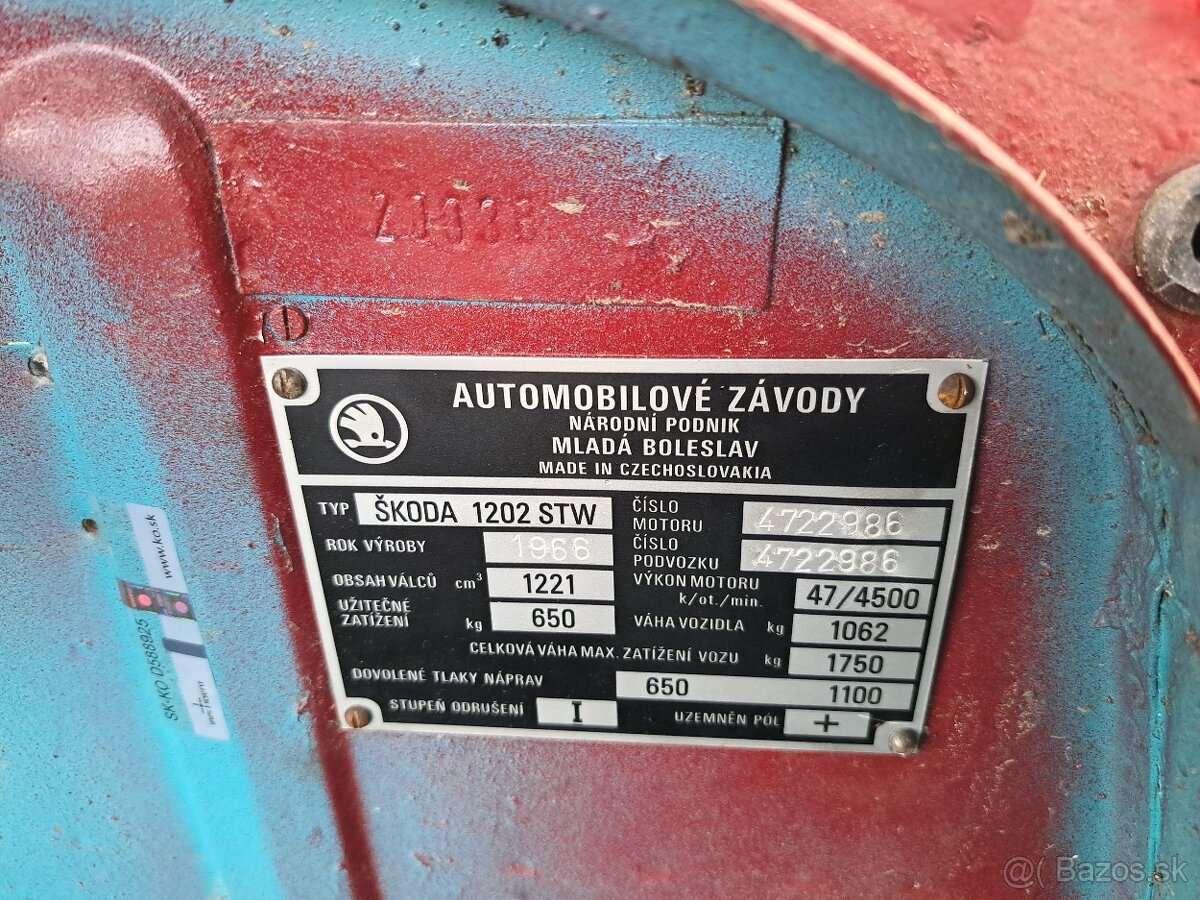 AUTOMOBILOVÉ ZÁVODY
NÁRODNÍ PODNIK
MLADÁ BOLESLAV
MADE IN CZECHOSLOVAKIA
TYP ŠKODA 1202 STW
ROK VÝROBY 1966
OBSAH VÁLCŮ cm³ 1221
UŽITEČNÉ
ZATÍŽENÍ kg 650
ČÍSLO
MOTORU 4722986
ČÍSLO
PODVOZKU 4722986
VÝKON MOTORU
k/ot./min. 47/4500
VÁHA VOZIDLA kg 1062
CELKOVÁ VÁHA MAX. ZATÍŽENÍ VOZU kg 1750
DOVOLENÉ TLAKY NÁPRAV 650 1100
STUPEŇ ODRUŠENÍ I
UZEMNĚN PÓL +
www.ko.sk
SK-KO D588925
@( Bazos.sk